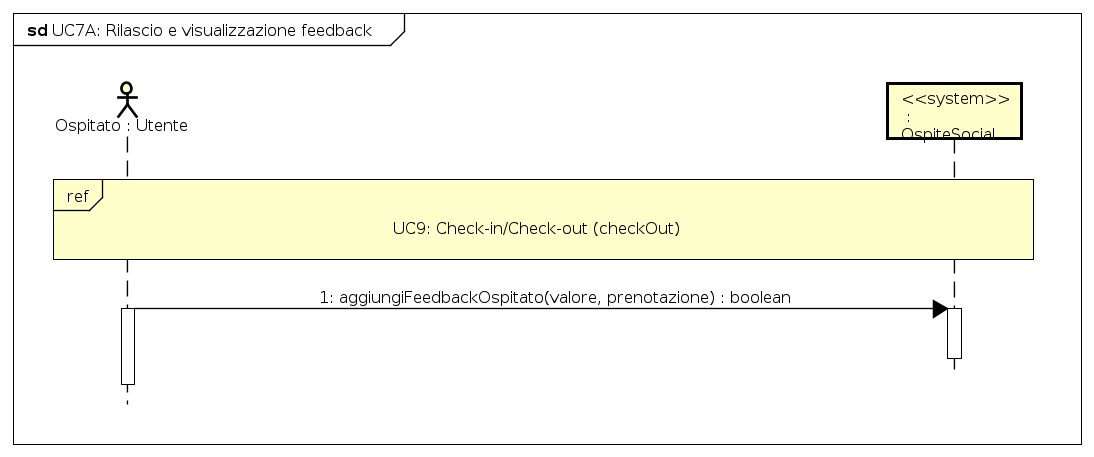 sd UC7A: Rilascio e visualizzazione feedback
Ospitato : Utente
<<system>>
:
OspiteSocial
ref
UC9: Check-in/Check-out (checkOut)
1: aggiungiFeedbackOspitato(valore, prenotazione) : boolean